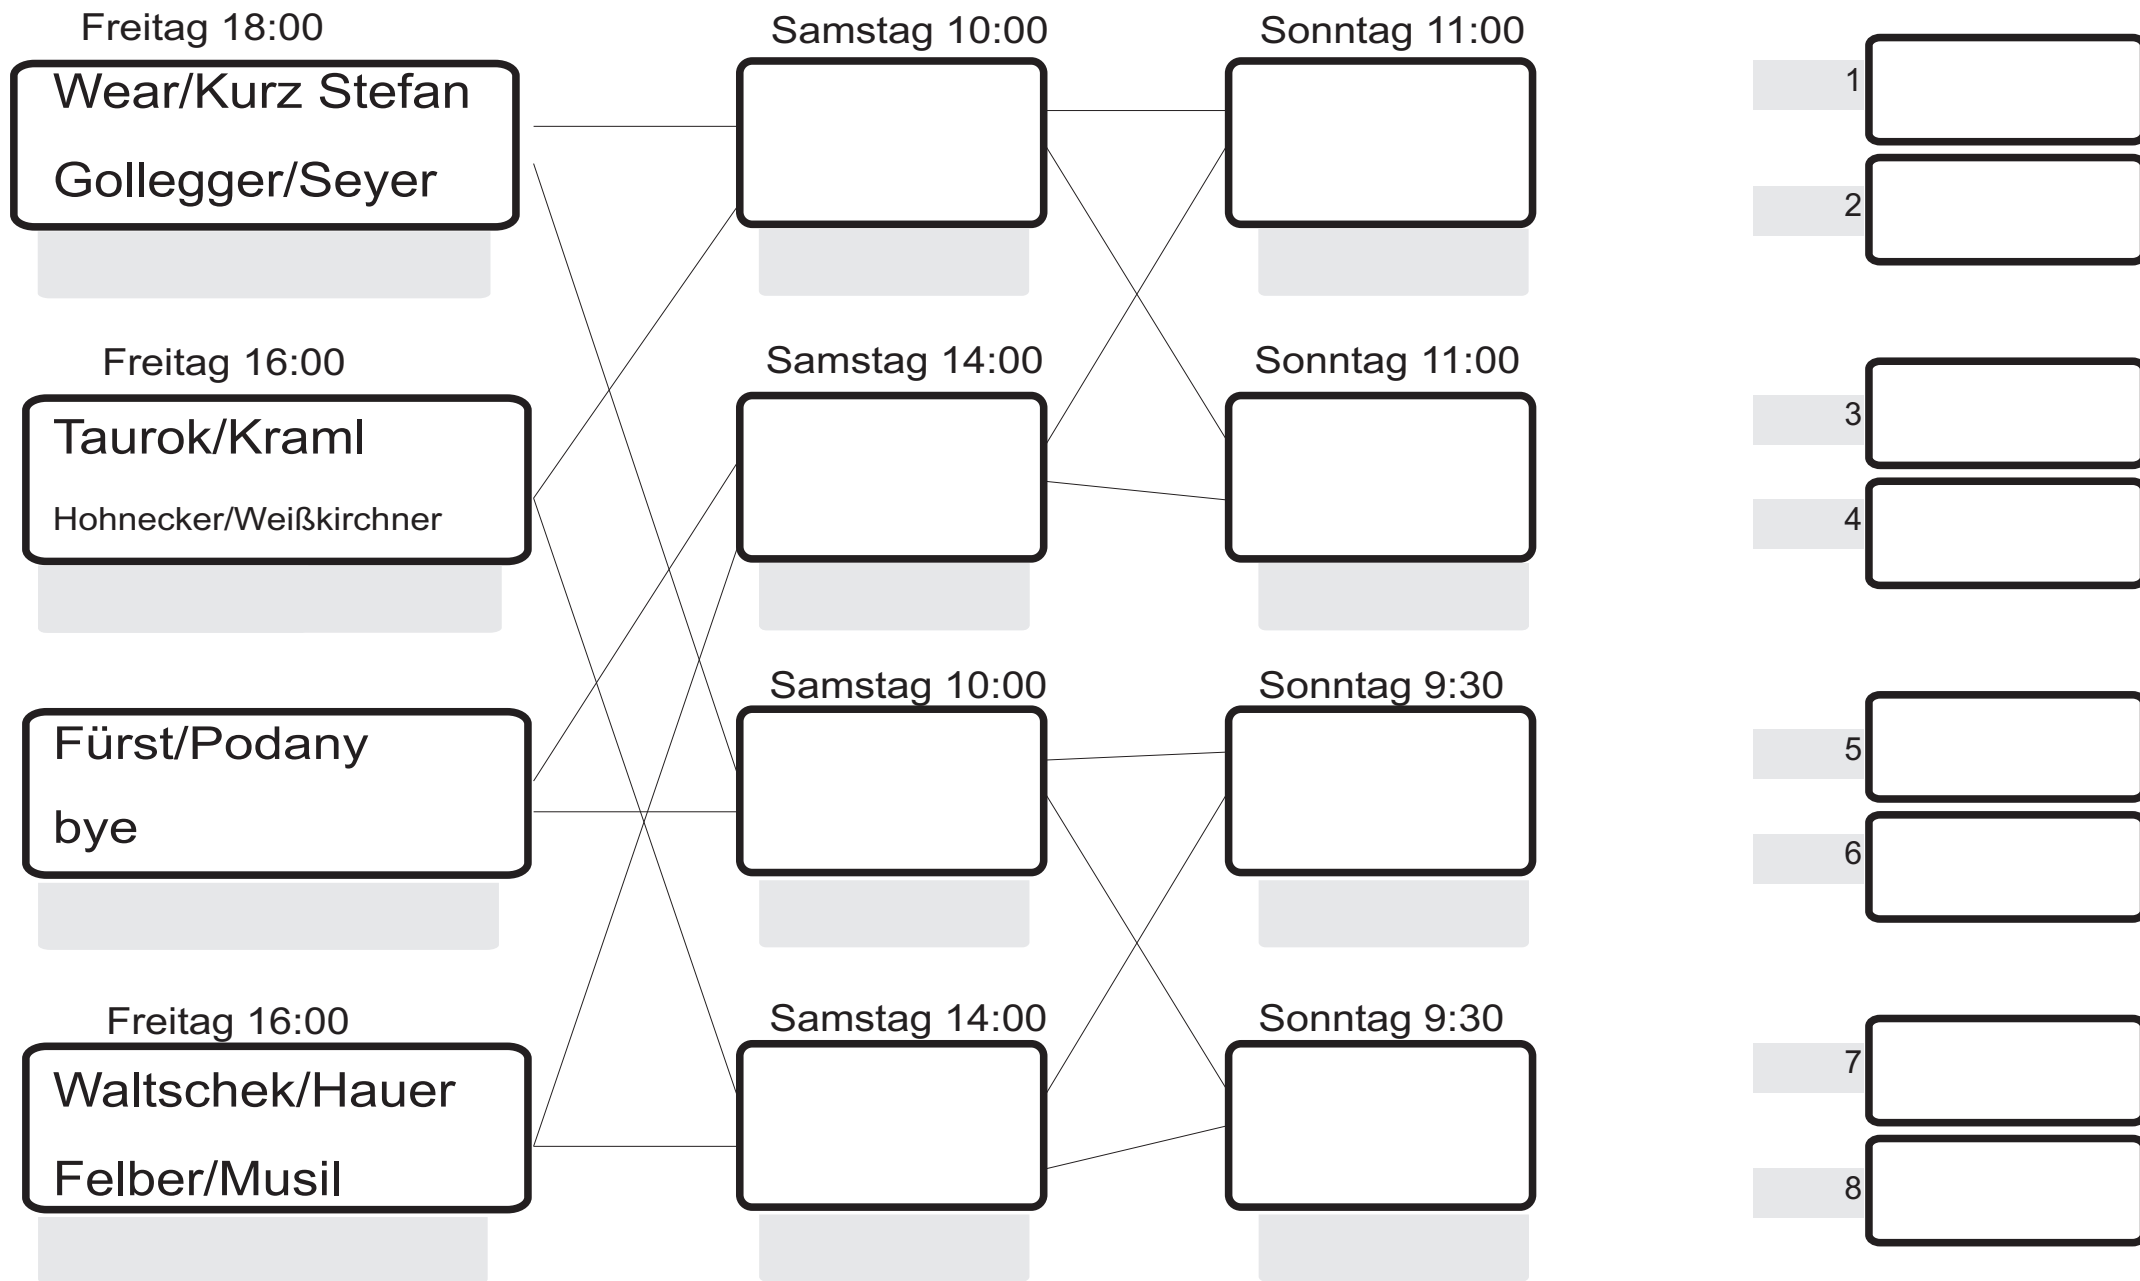 Freitag 18:00
Wear/Kurz Stefan
Gollegger/Seyer
Freitag 16:00
Taurok/Kraml
Hohnecker/Weißkirchner
Fürst/Podany
bye
Freitag 16:00
Waltschek/Hauer
Felber/Musil
Samstag 10:00
Samstag 14:00
Samstag 10:00
Samstag 14:00
Sonntag 11:00
Sonntag 11:00
Sonntag 9:30
Sonntag 9:30
1
2
3
4
5
6
7
8